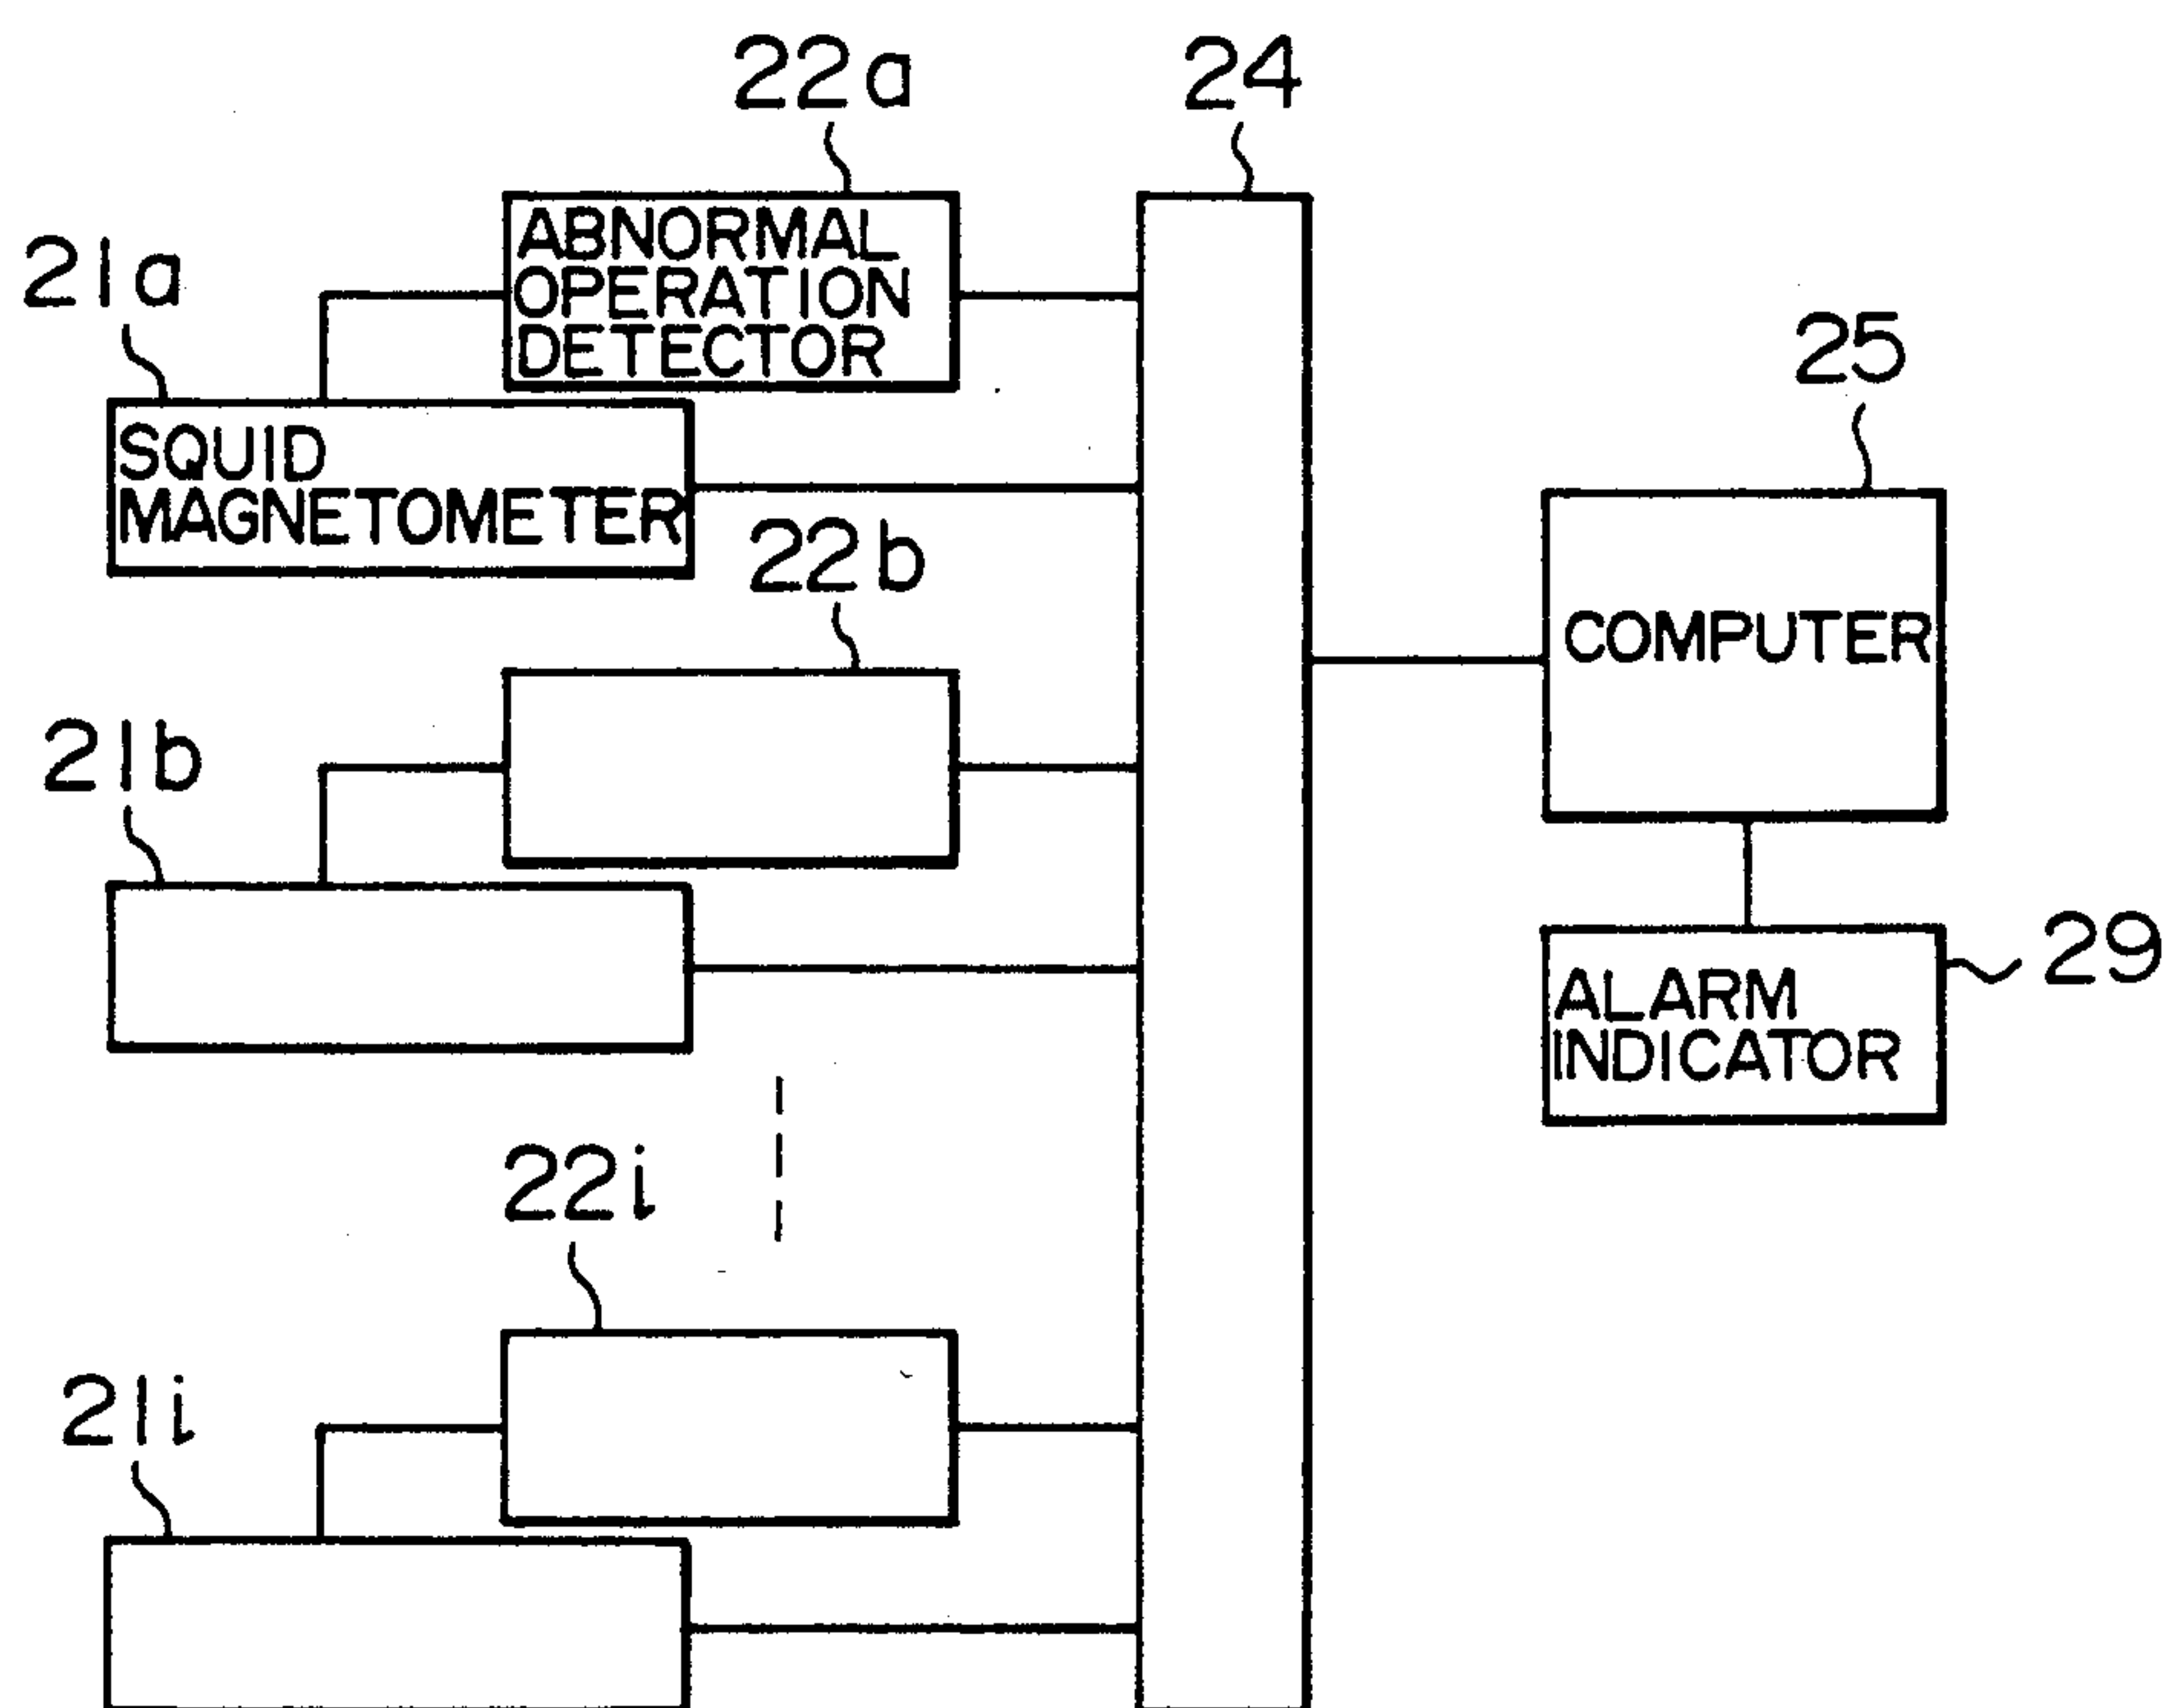 22a
24
ABNORMAL
OPERATION
DETECTOR
21a
25
SQUID
MAGNETOMETER
22b
COMPUTER
21b
29
ALARM
INDICATOR
22i
21i